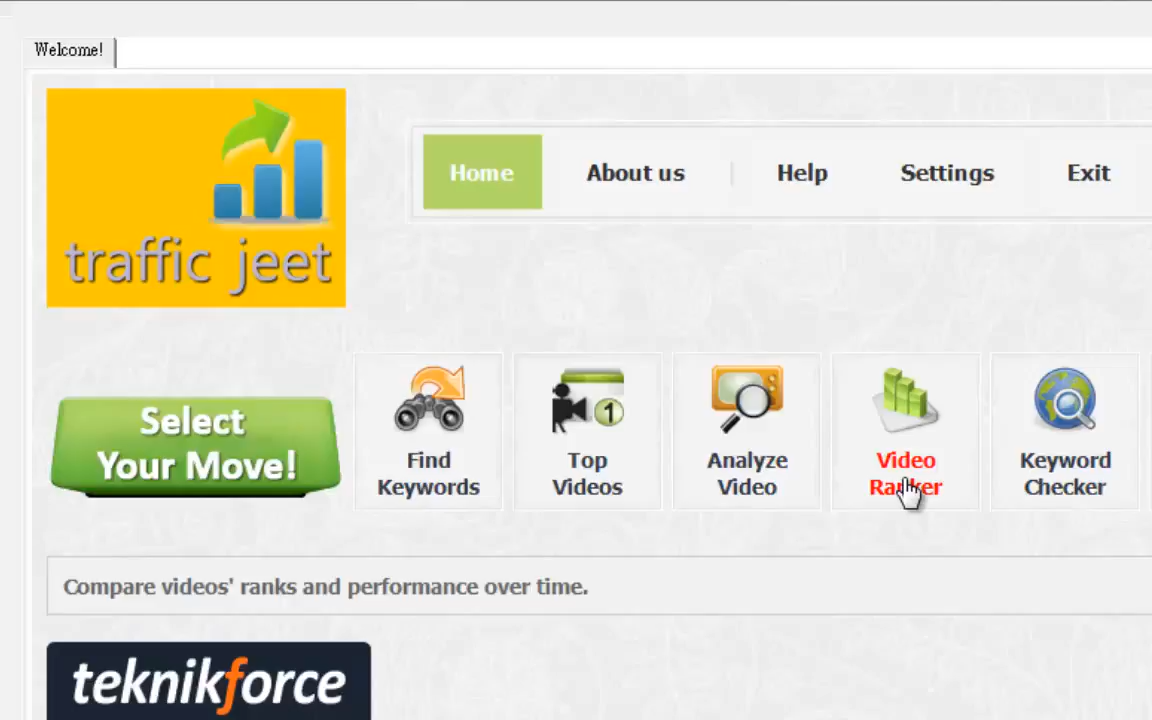 Welcome!
traffic jeet
Home About us Help Settings Exit
Select
Your Move!
Find
Keywords
Top
Videos
1
Analyze
Video
Video
Ranker
Keyword
Checker
Compare videos' ranks and performance over time.
teknikforce